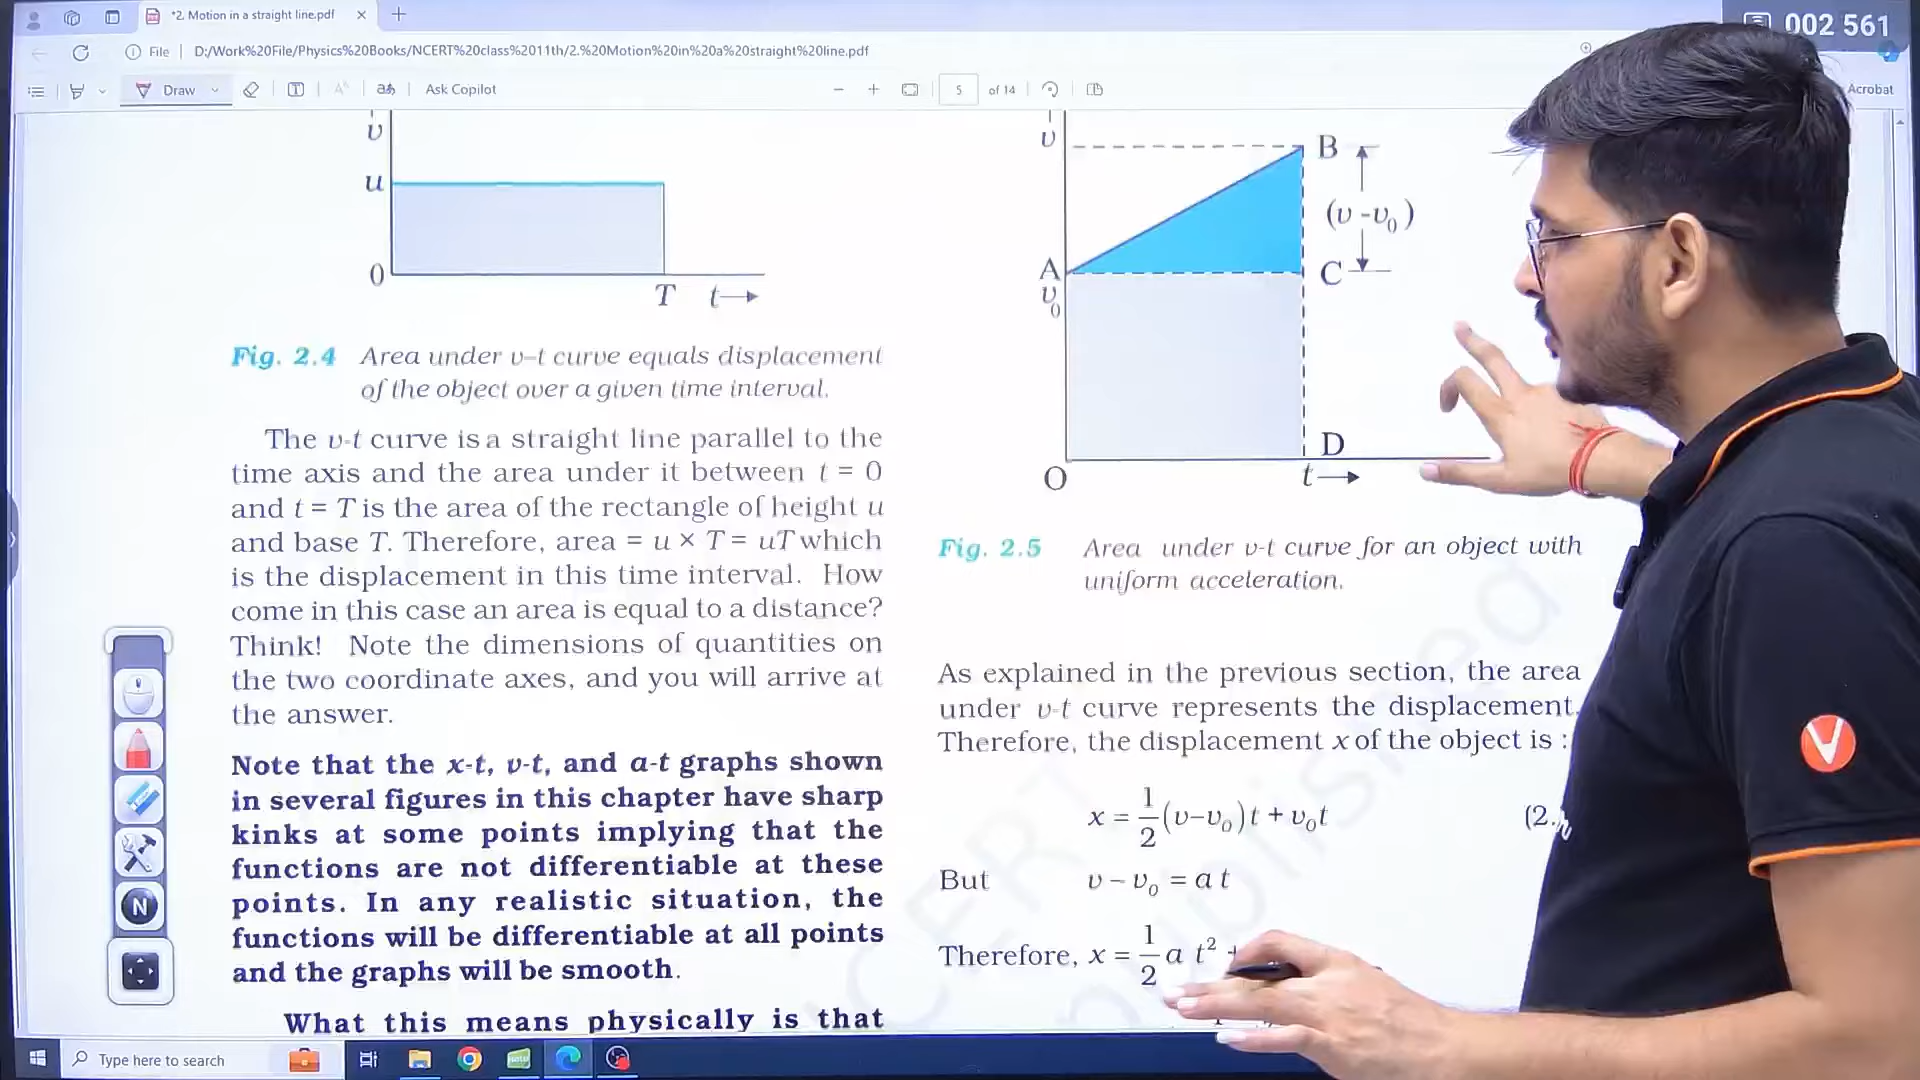 *2. Motion in a straight line.pdf
002 561
File
D:/Work%20File/Physics%20Books/NCERT%20class%2011th/2.%20Motion%20in%20a%20straight%20line.pdf
Draw
Ask Copilot
5 of 14
Acrobat
υ
u
0
T t→
Fig. 2.4 Area under υ–t curve equals displacement
of the object over a given time interval.
The υ-t curve is a straight line parallel to the
time axis and the area under it between t = 0
and t = T is the area of the rectangle of height u
and base T. Therefore, area = u × T = uT which
is the displacement in this time interval. How
come in this case an area is equal to a distance?
Think! Note the dimensions of quantities on
the two coordinate axes, and you will arrive at
the answer.
Note that the x-t, υ-t, and a-t graphs shown
in several figures in this chapter have sharp
kinks at some points implying that the
functions are not differentiable at these
points. In any realistic situation, the
functions will be differentiable at all points
and the graphs will be smooth.
What this means physically is that
υ
B
(υ -υ₀)
A
C
υ₀
D
O
t→
Fig. 2.5 Area under υ-t curve for an object with
uniform acceleration.
As explained in the previous section, the area
under υ-t curve represents the displacement.
Therefore, the displacement x of the object is :
x = 1/2 (υ–υ₀) t + υ₀t (2.
But υ – υ₀ = a t
Therefore, x = 1/2 a t² +
N
Type here to search
V